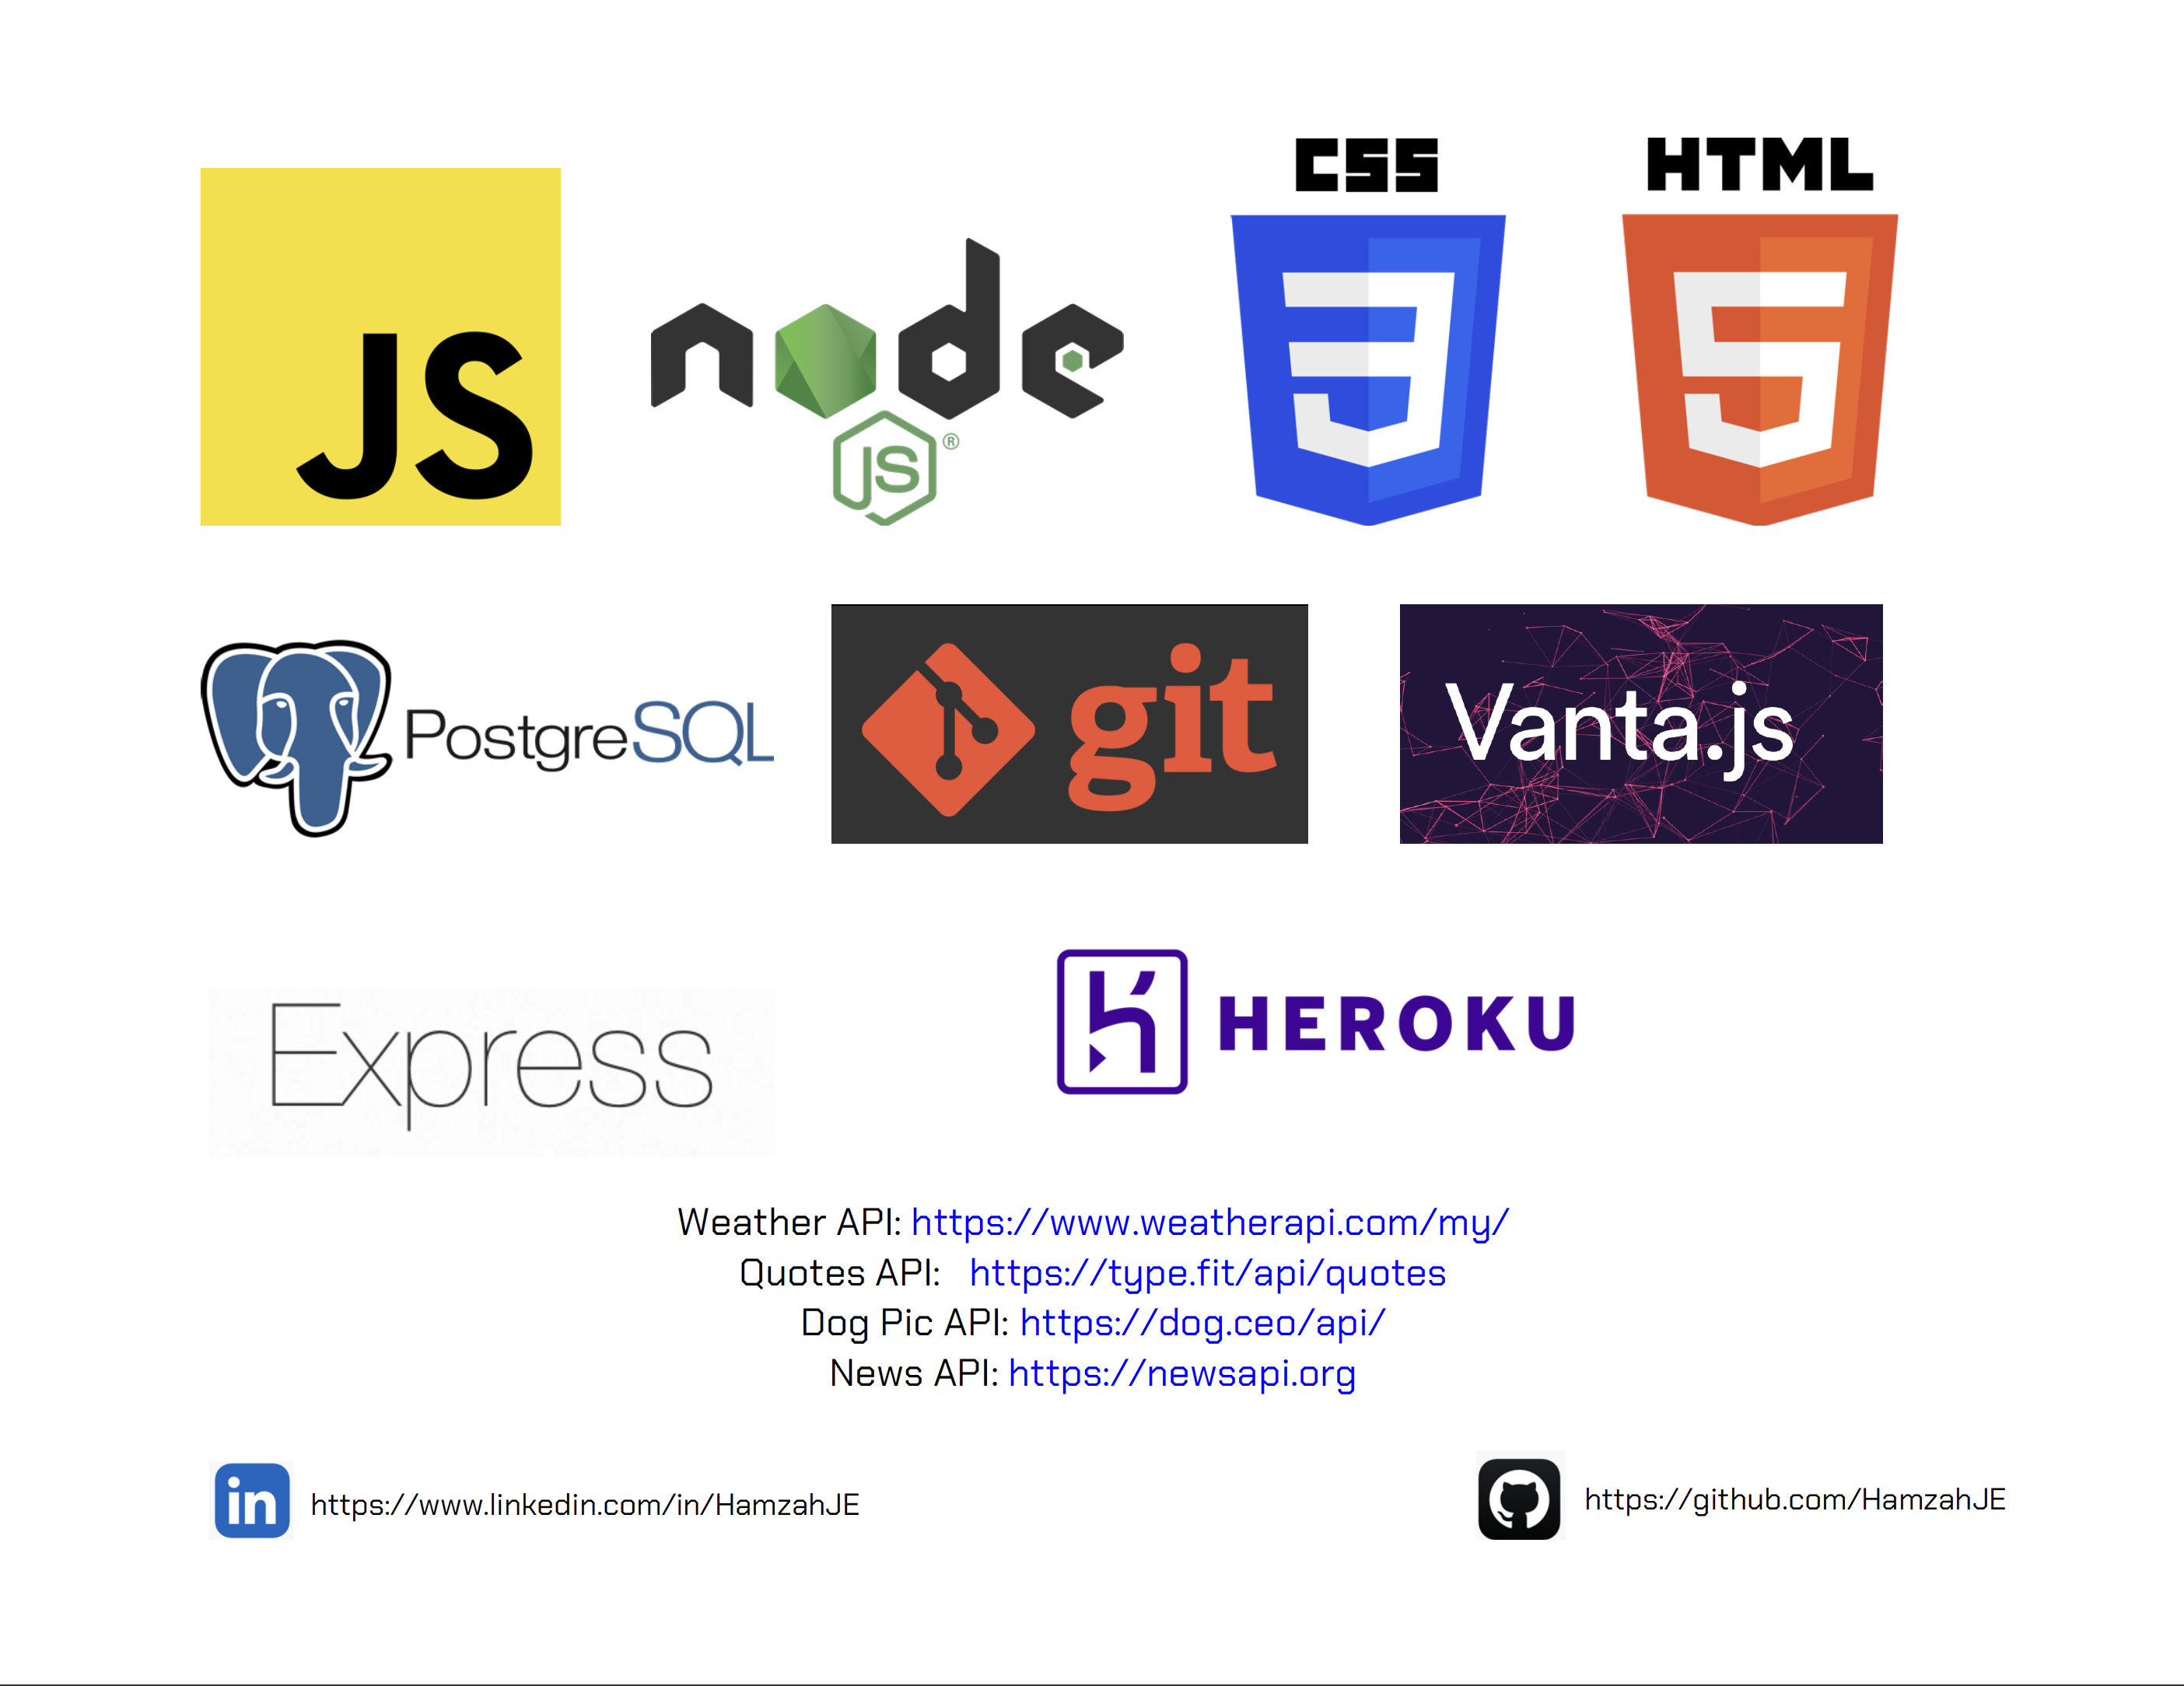 CSS HTML
JS
node
JS®
3 5
PostgreSQL
git
Vanta.js
Express
HEROKU
Weather API: https://www.weatherapi.com/my/
Quotes API: https://type.fit/api/quotes
Dog Pic API: https://dog.ceo/api/
News API: https://newsapi.org
in https://www.linkedin.com/in/HamzahJE
https://github.com/HamzahJE